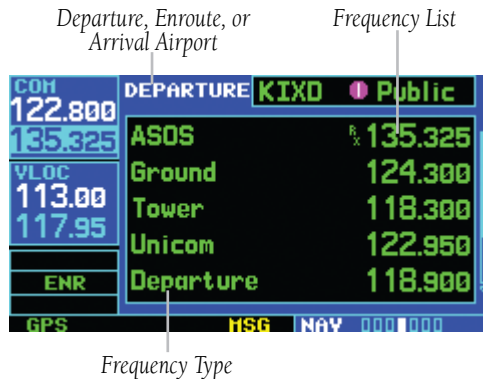 Departure, Enroute, or
Arrival Airport
Frequency List
COM
122.800
135.325
VLOC
113.00
117.95
ENR
GPS
DEPARTURE KIXD Public
ASOS Rx 135.325
Ground 124.300
Tower 118.300
Unicom 122.950
Departure 118.900
MSG NAV
Frequency Type